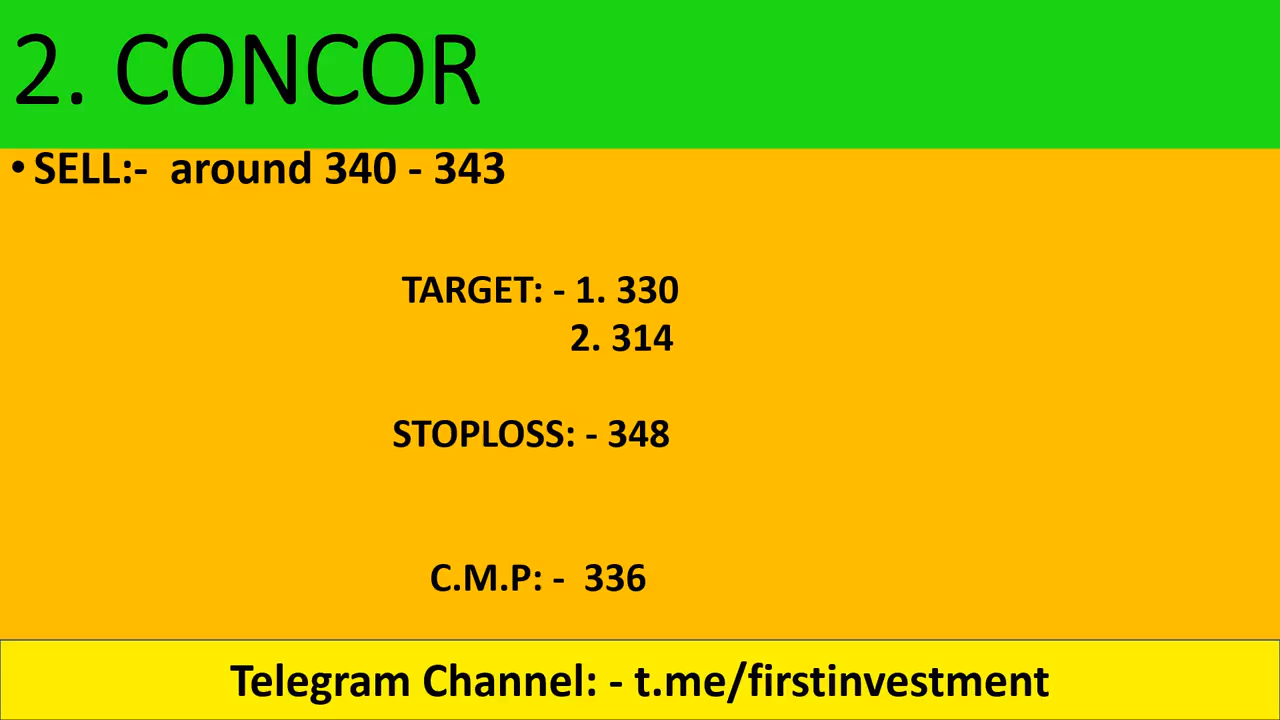 2. CONCOR
• SELL:- around 340 - 343
TARGET: - 1. 330
2. 314
STOPLOSS: - 348
C.M.P: - 336
Telegram Channel: - t.me/firstinvestment